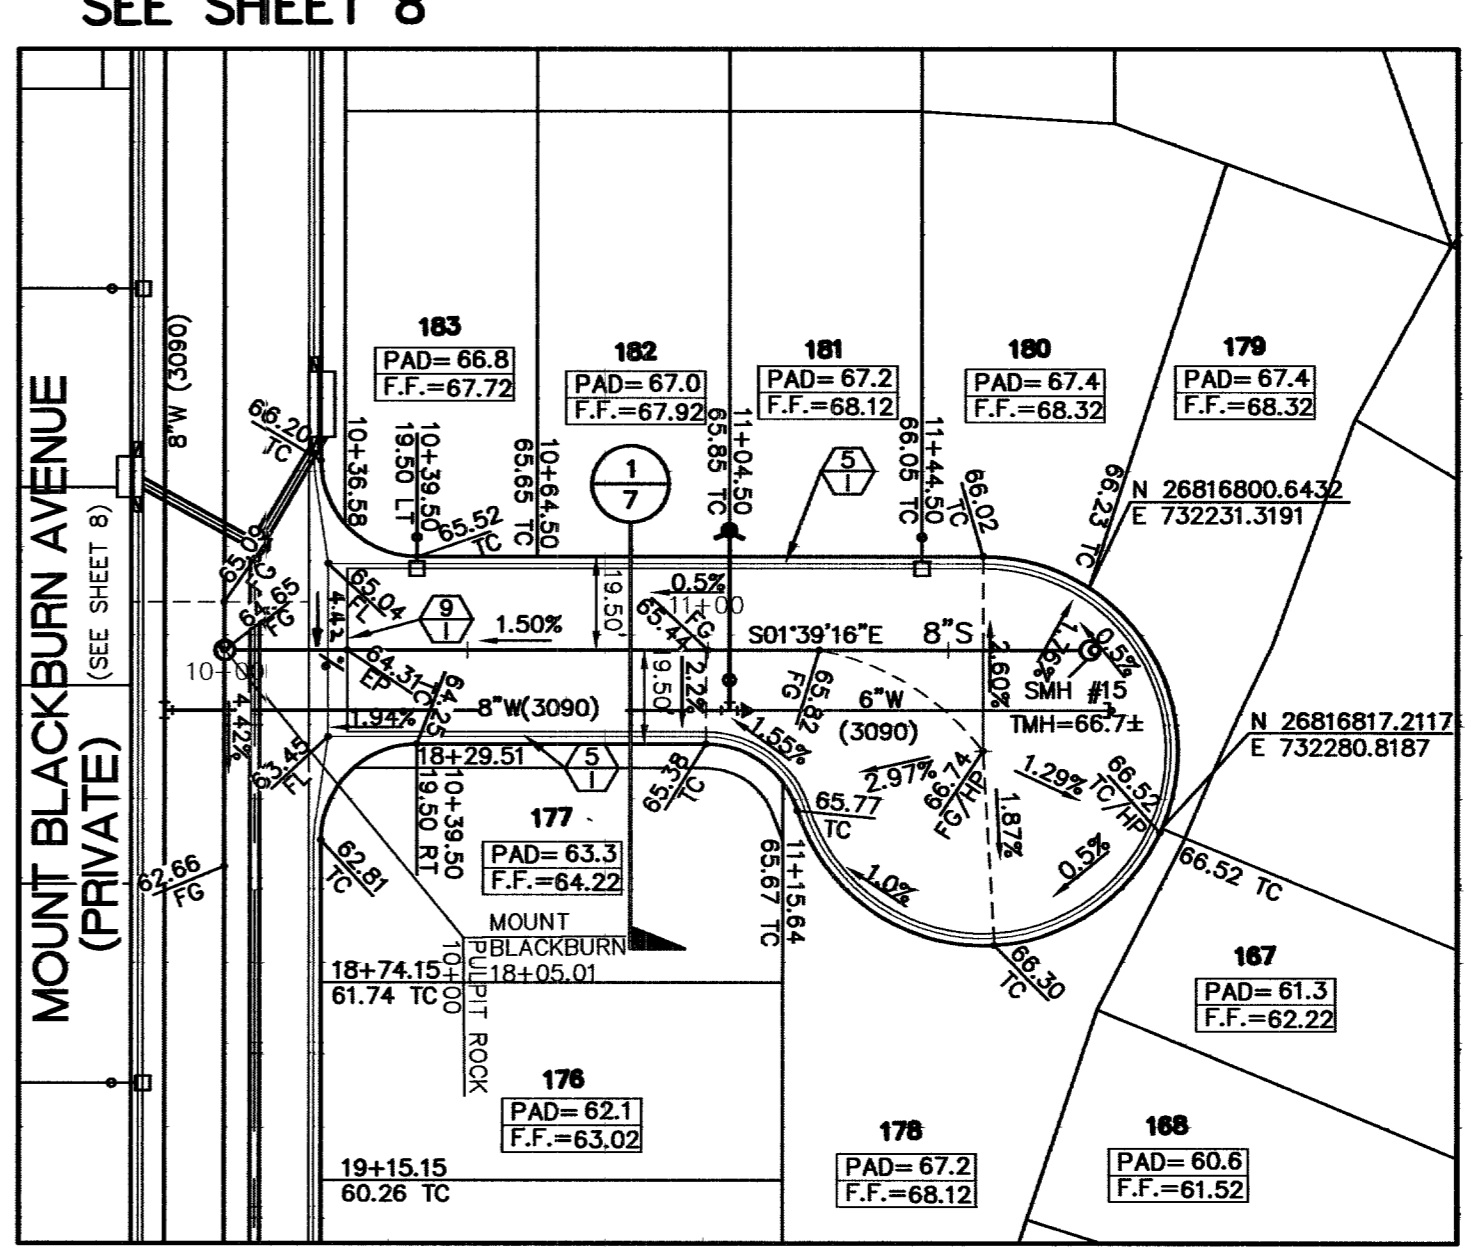 SEE SHEET 8
MOUNT BLACKBURN AVENUE
(PRIVATE)
(SEE SHEET 8)
8"W (3090)
183
PAD= 66.8
F.F.=67.72
182
PAD= 67.0
F.F.=67.92
181
PAD= 67.2
F.F.=68.12
180
PAD= 67.4
F.F.=68.32
179
PAD= 67.4
F.F.=68.32
66.20
TC
10+36.58
10+39.50
19.50 LT
65.52
TC
10+64.50
65.65 TC
1
7
11+04.50
65.85 TC
5
1
11+44.50
66.05 TC
66.02
TC
66.23 TC
N 26816800.6432
E 732231.3191
65.09
FG
64.65
FG
65.04
FL
9
1
1.50%
19.50'
0.5%
11+00
65.44
FG
S01°39'16"E
8"S
2.60%
1.76%
0.5%
SMH #15
TMH=66.7±
10+00
4.42%
4.42%
64.31
EP
64.25
TC
1.94%
8"W(3090)
19.50'
2.2%
65.82
FG
6"W
(3090)
1.55%
2.97%
66.74
FG/HP
1.29%
1.87%
66.52
TC/HP
N 26816817.2117
E 732280.8187
63.45
FL
18+29.51
5
1
65.38
TC
65.77
TC
62.81
TC
10+39.50
19.50 RT
177
PAD= 63.3
F.F.=64.22
11+15.64
65.67 TC
1.0%
0.5%
66.52 TC
66.30
TC
62.66
FG
MOUNT
BLACKBURN
18+05.01
PULPIT ROCK
10+00
18+74.15
61.74 TC
167
PAD= 61.3
F.F.=62.22
176
PAD= 62.1
F.F.=63.02
178
PAD= 67.2
F.F.=68.12
168
PAD= 60.6
F.F.=61.52
19+15.15
60.26 TC